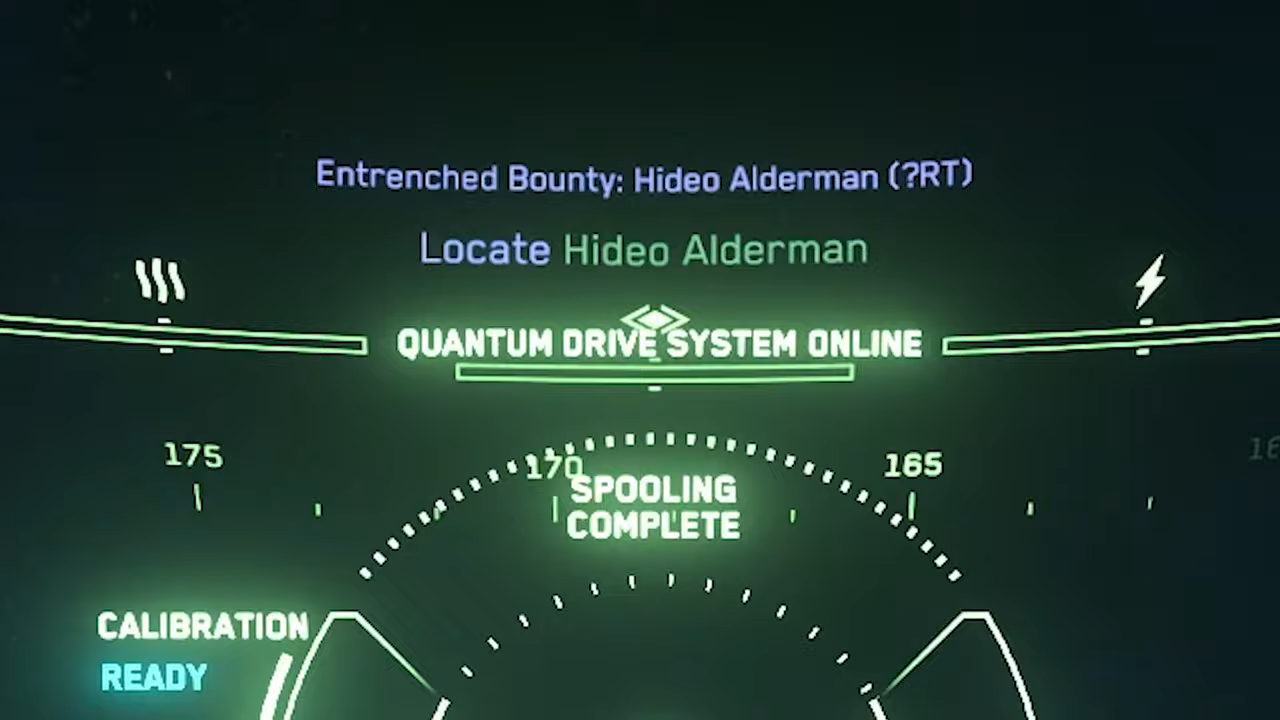 Entrenched Bounty: Hideo Alderman (?RT)
Locate Hideo Alderman
QUANTUM DRIVE SYSTEM ONLINE
175
170
165
SPOOLING
COMPLETE
CALIBRATION
READY